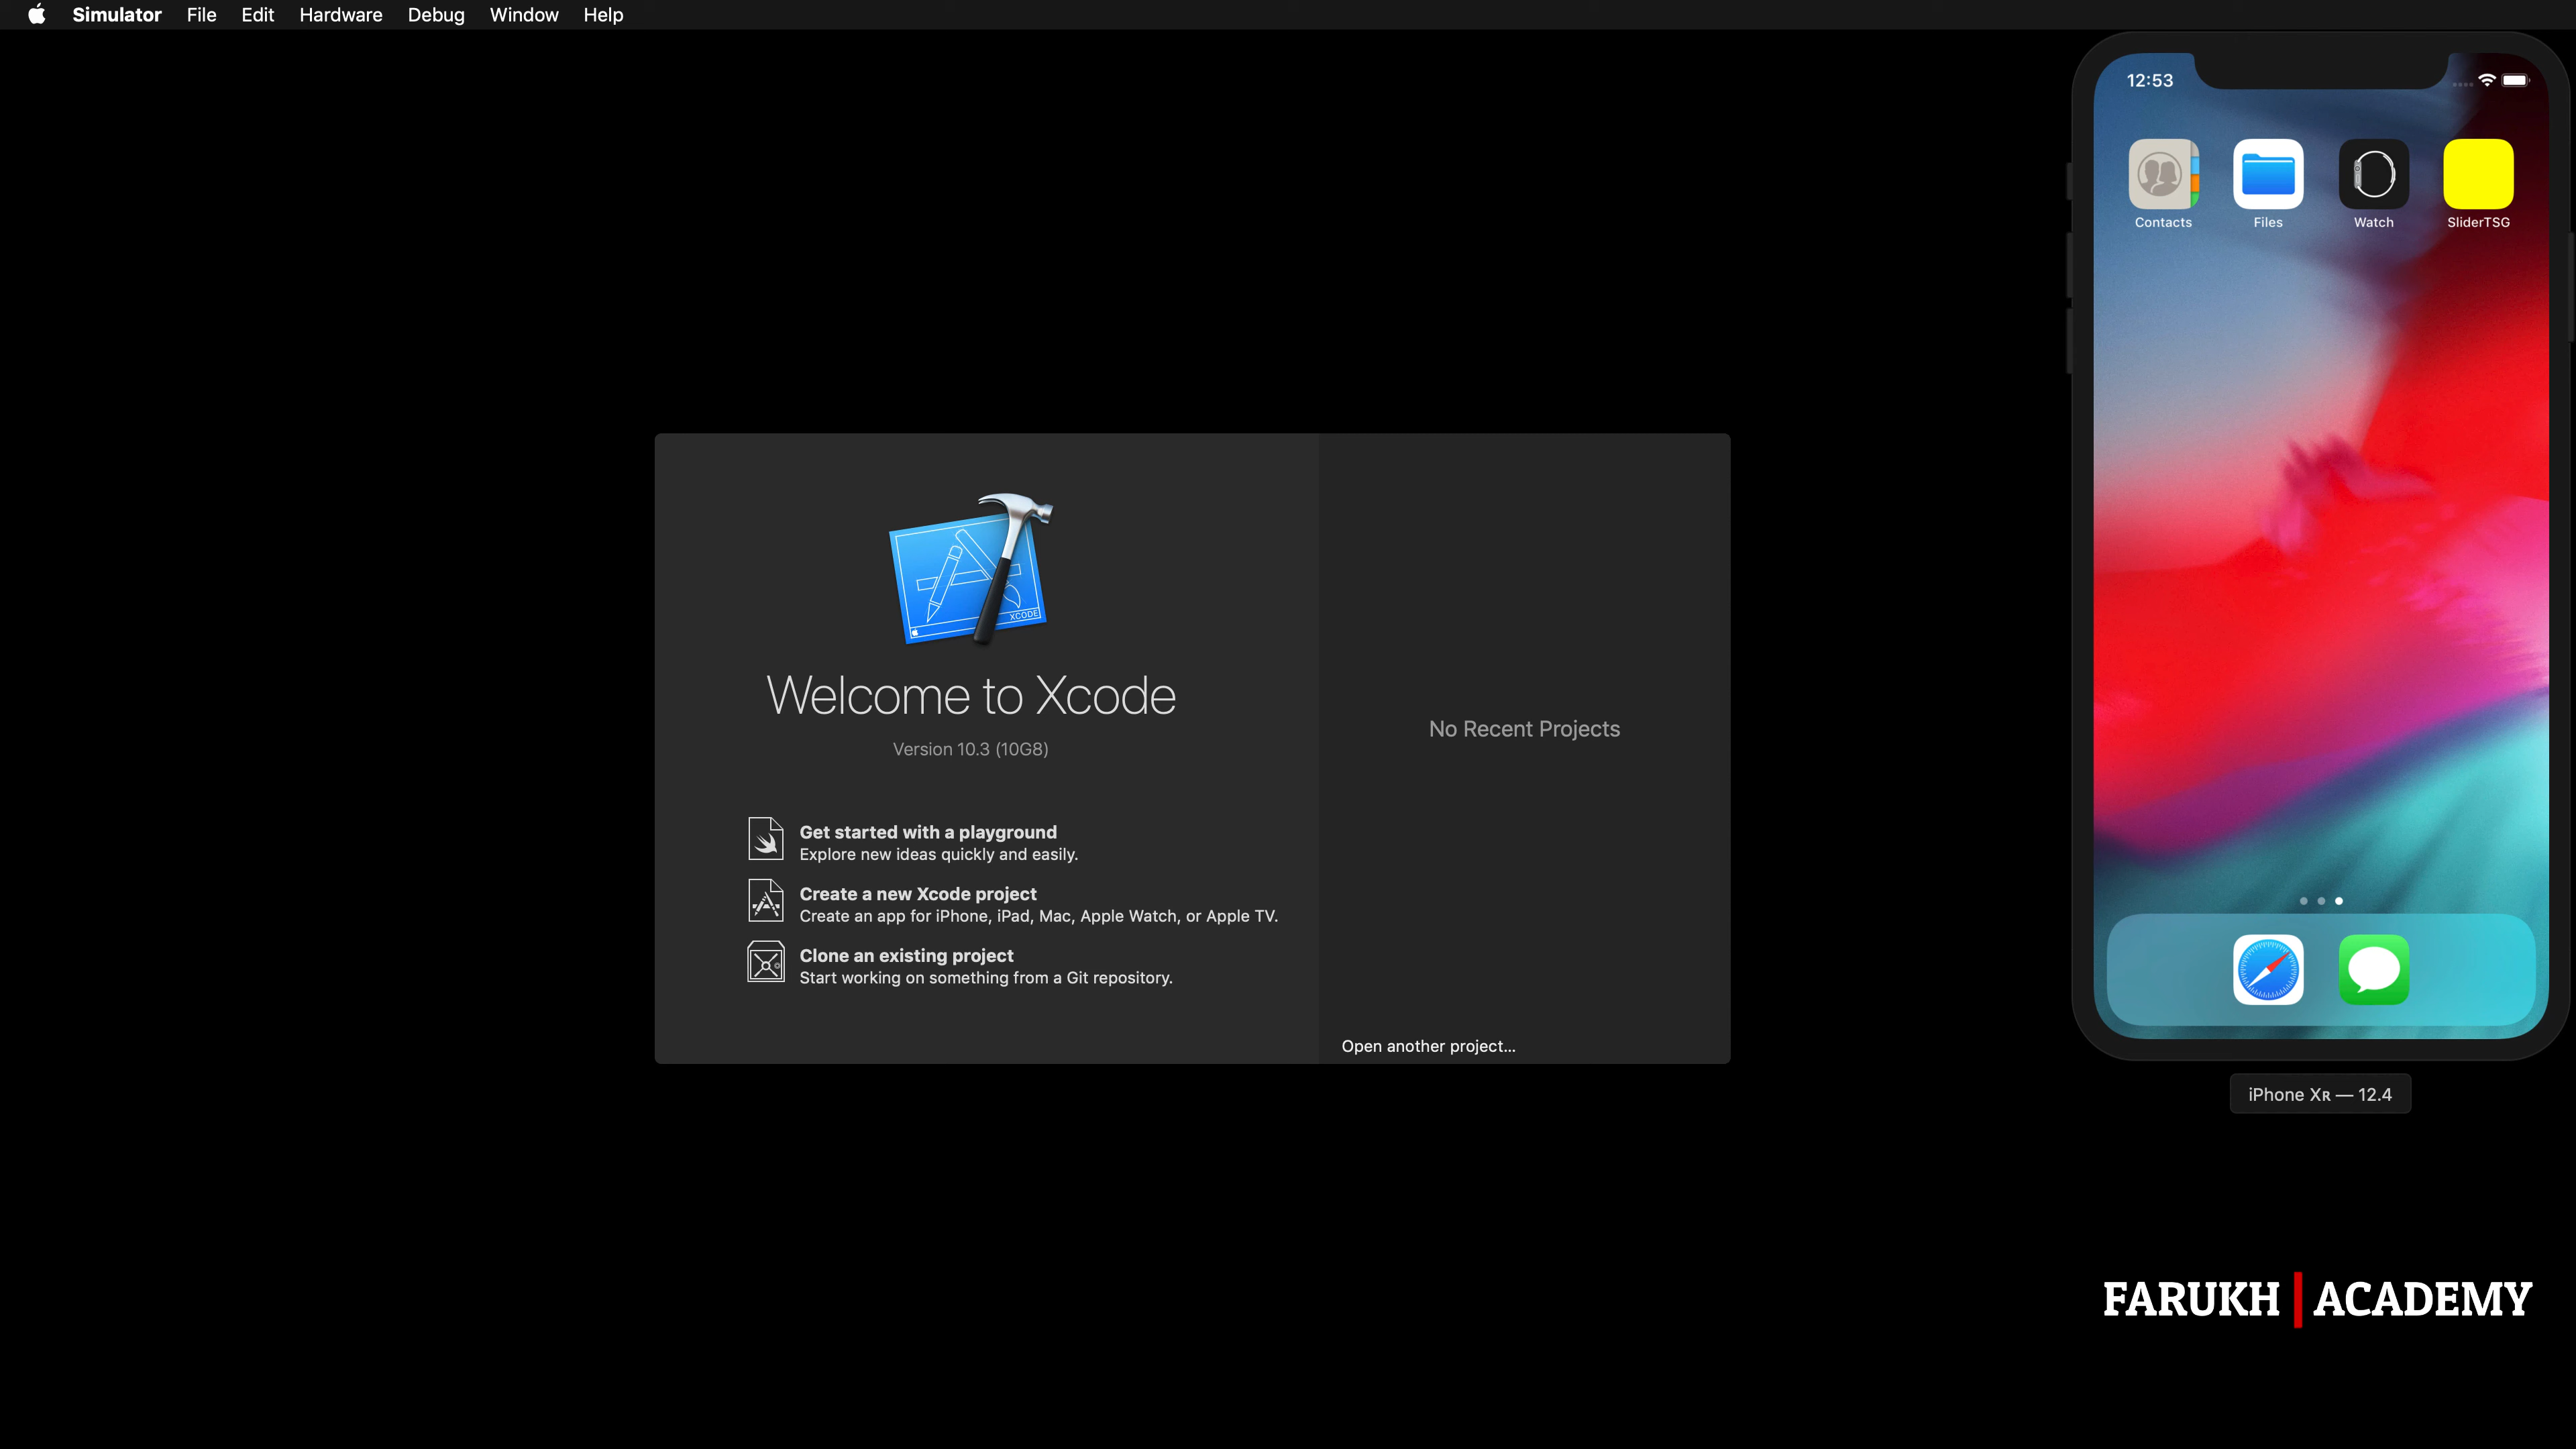 Simulator File Edit Hardware Debug Window Help
12:53
Contacts Files Watch SliderTSG
XCODE
Welcome to Xcode
Version 10.3 (10G8)
Get started with a playground
Explore new ideas quickly and easily.
Create a new Xcode project
Create an app for iPhone, iPad, Mac, Apple Watch, or Apple TV.
Clone an existing project
Start working on something from a Git repository.
No Recent Projects
Open another project...
iPhone Xʀ — 12.4
FARUKH | ACADEMY